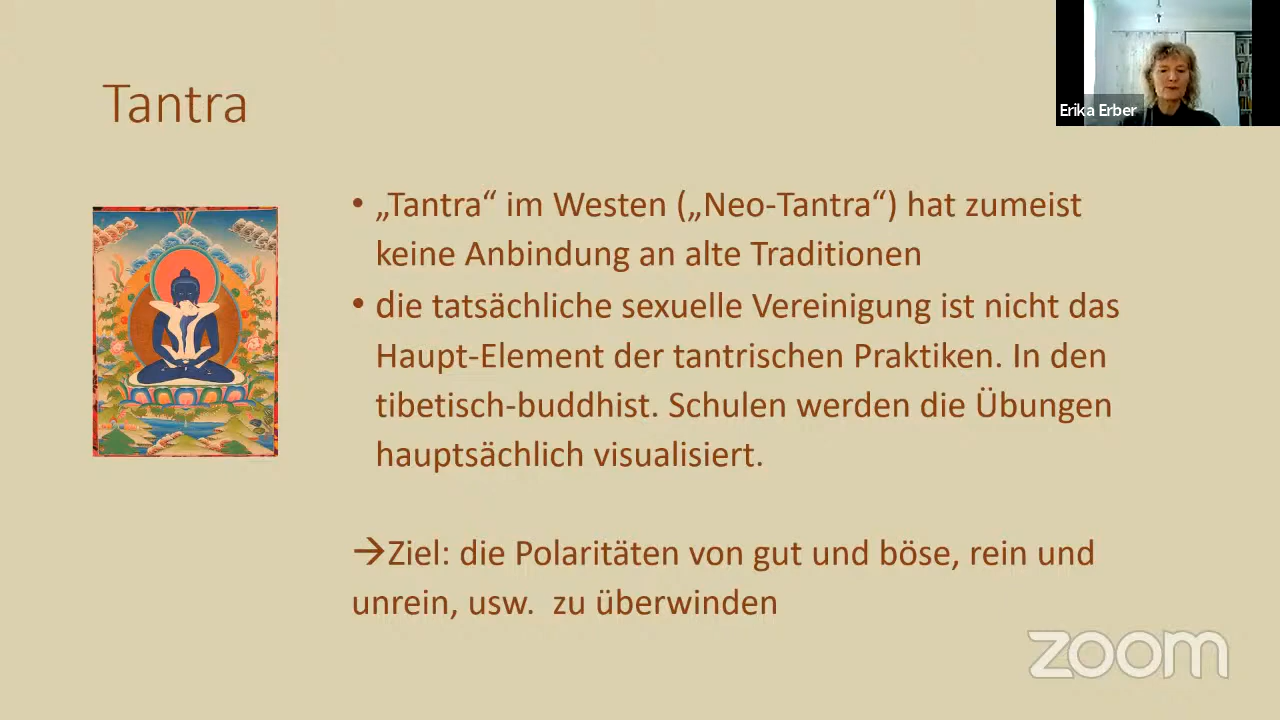 Tantra
Erika Erber
• „Tantra“ im Westen („Neo-Tantra“) hat zumeist
keine Anbindung an alte Traditionen
• die tatsächliche sexuelle Vereinigung ist nicht das
Haupt-Element der tantrischen Praktiken. In den
tibetisch-buddhist. Schulen werden die Übungen
hauptsächlich visualisiert.
→Ziel: die Polaritäten von gut und böse, rein und
unrein, usw.  zu überwinden
zoom